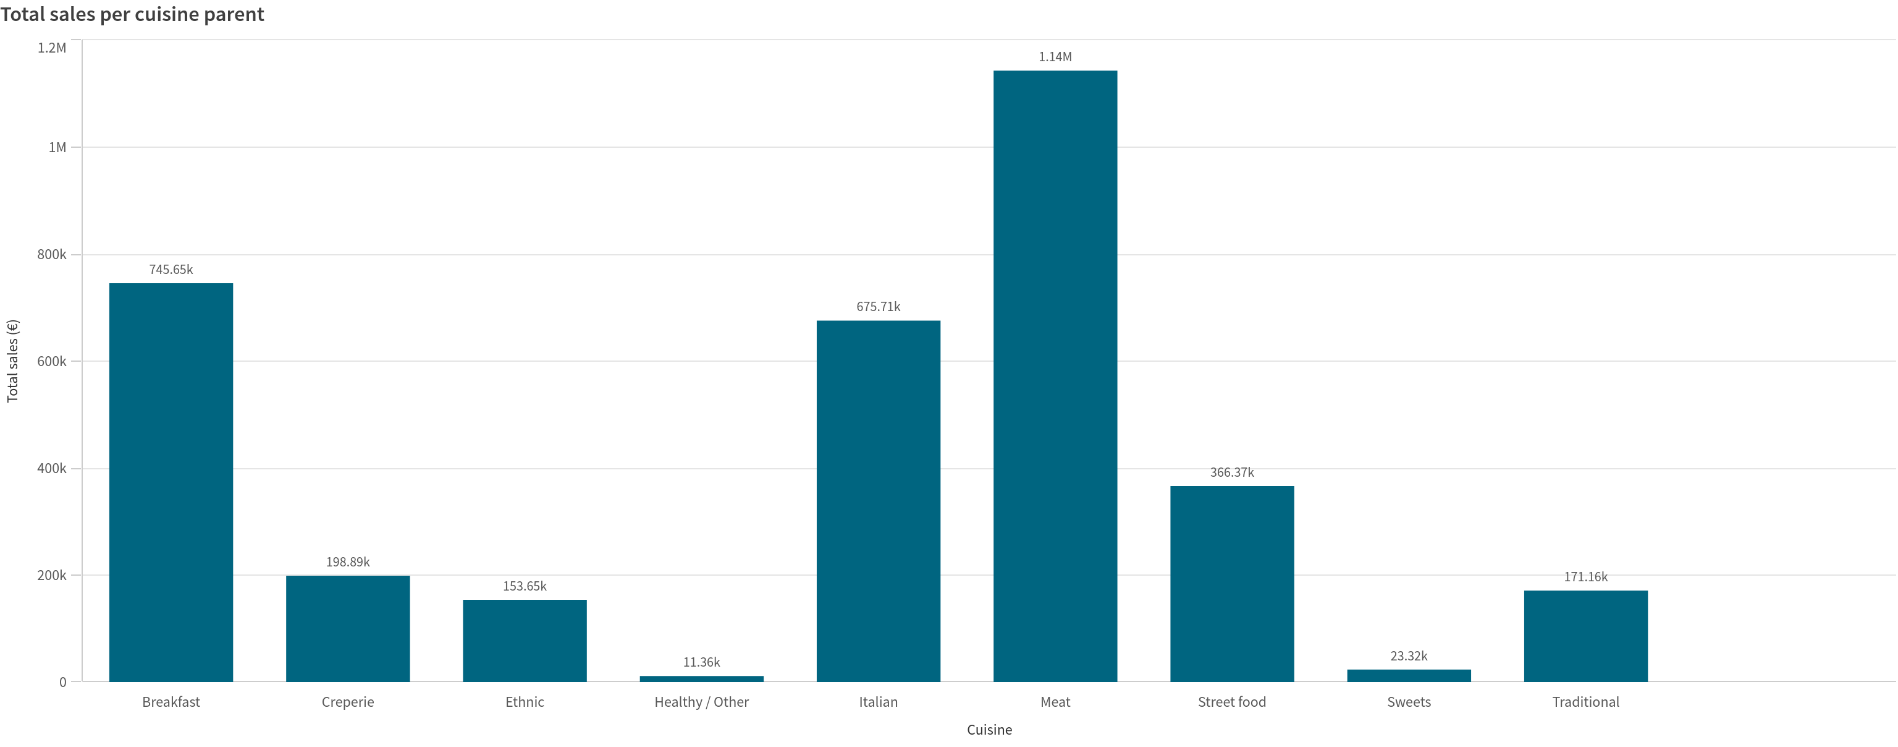 Total sales per cuisine parent
Total sales (€)
1.2M
1M
800k
600k
400k
200k
0
745.65k
198.89k
153.65k
11.36k
675.71k
1.14M
366.37k
23.32k
171.16k
Breakfast
Creperie
Ethnic
Healthy / Other
Italian
Meat
Street food
Sweets
Traditional
Cuisine